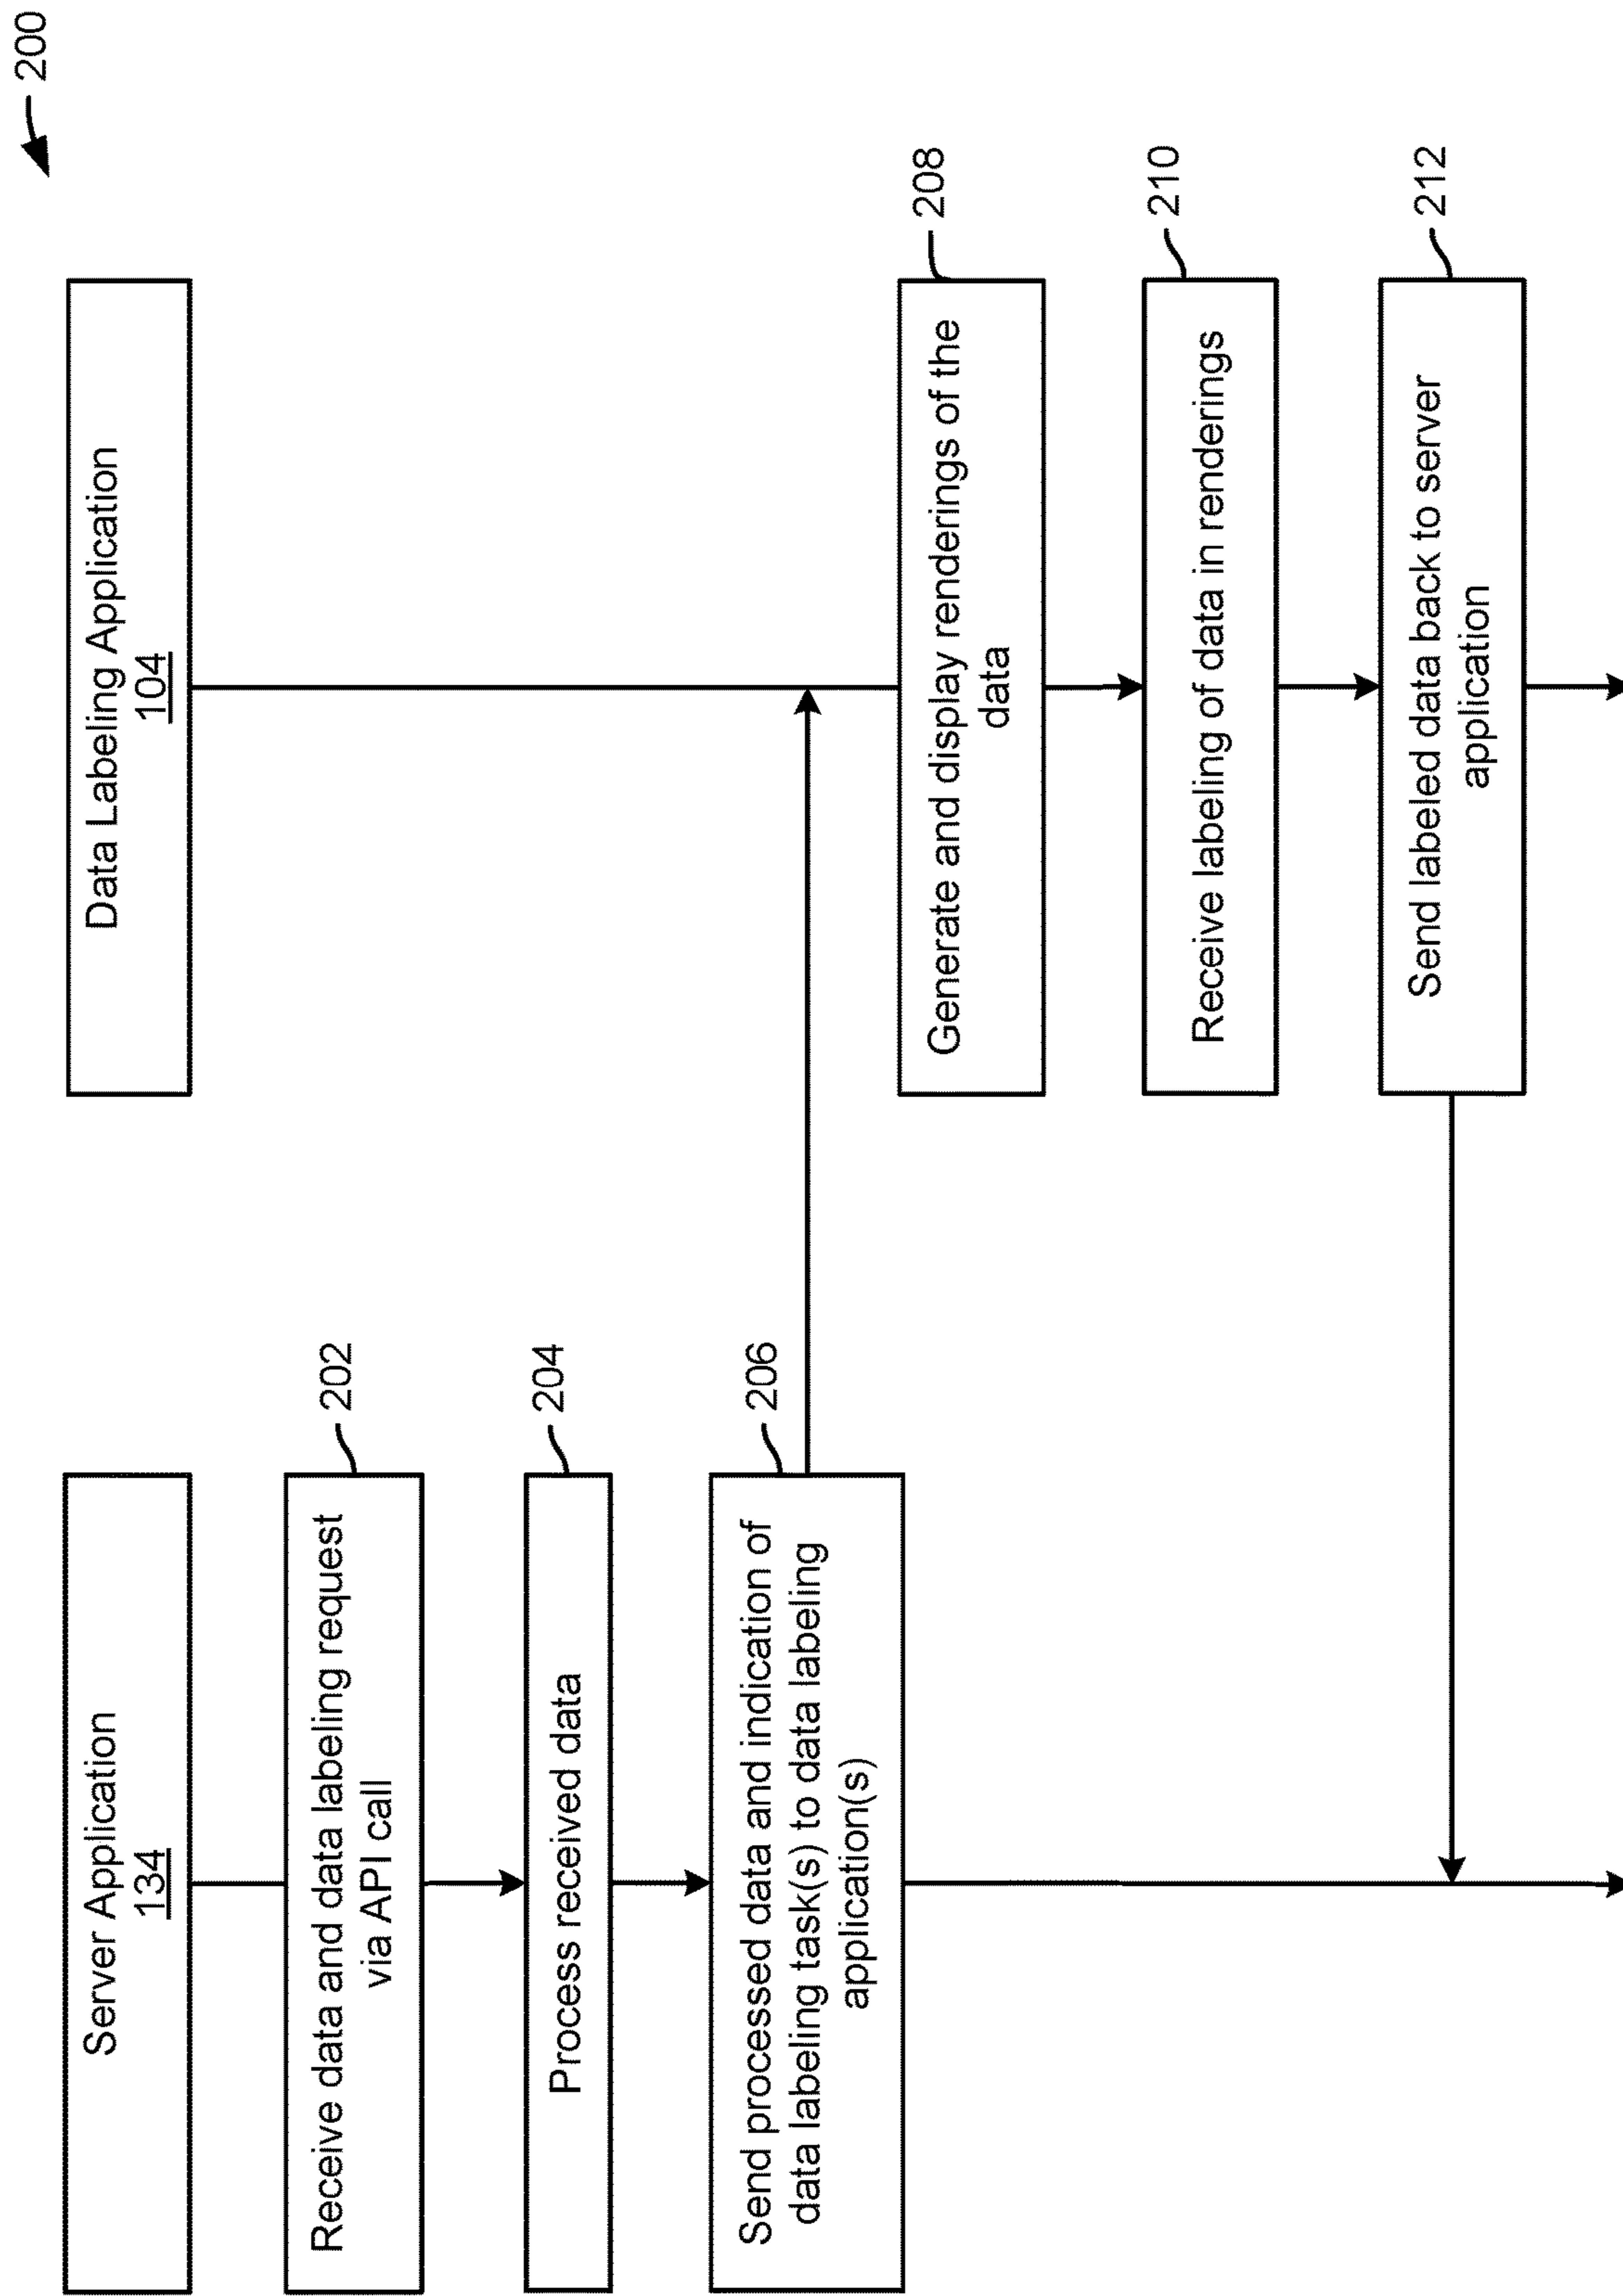 200
Server Application
134
Data Labeling Application
104
Receive data and data labeling request
via API call
202
Process received data
204
Send processed data and indication of
data labeling task(s) to data labeling
application(s)
206
Generate and display renderings of the
data
208
Receive labeling of data in renderings
210
Send labeled data back to server
application
212